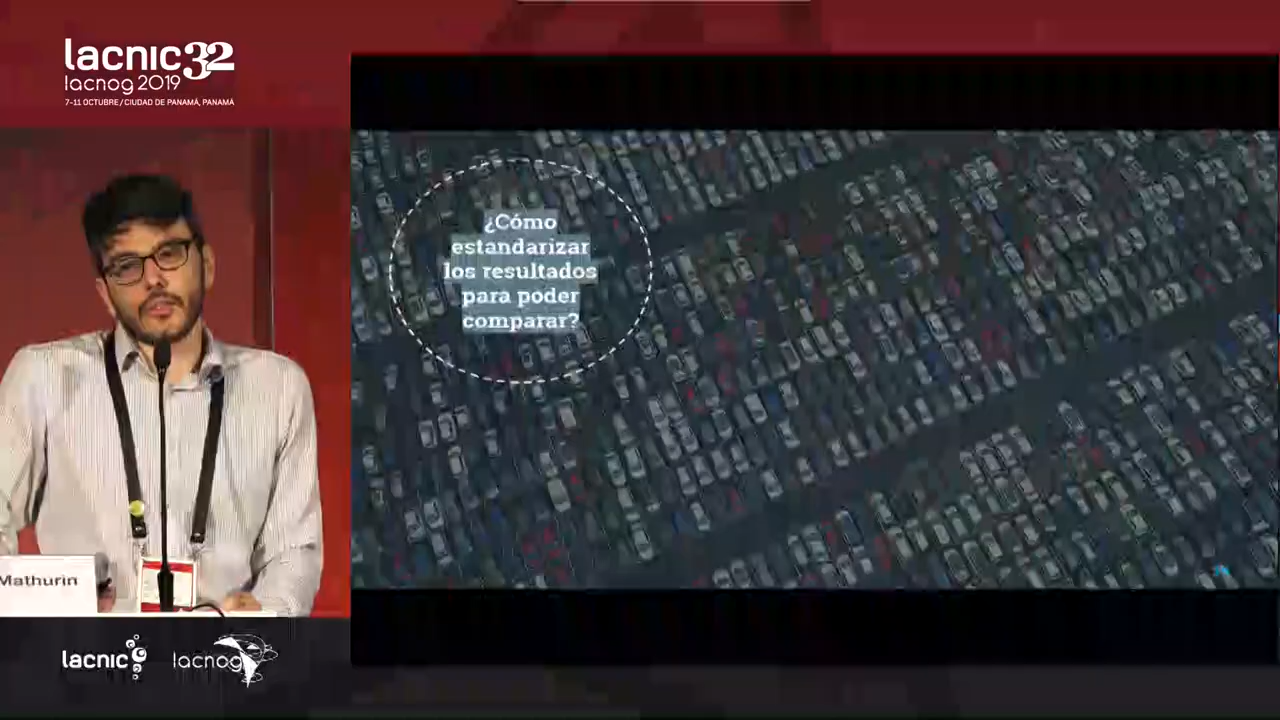 lacnic32
lacnog 2019
7-11 OCTUBRE / CIUDAD DE PANAMÁ, PANAMÁ
¿Cómo
estandarizar
los resultados
para poder
comparar?
Mathurin
lacnic
lacnog